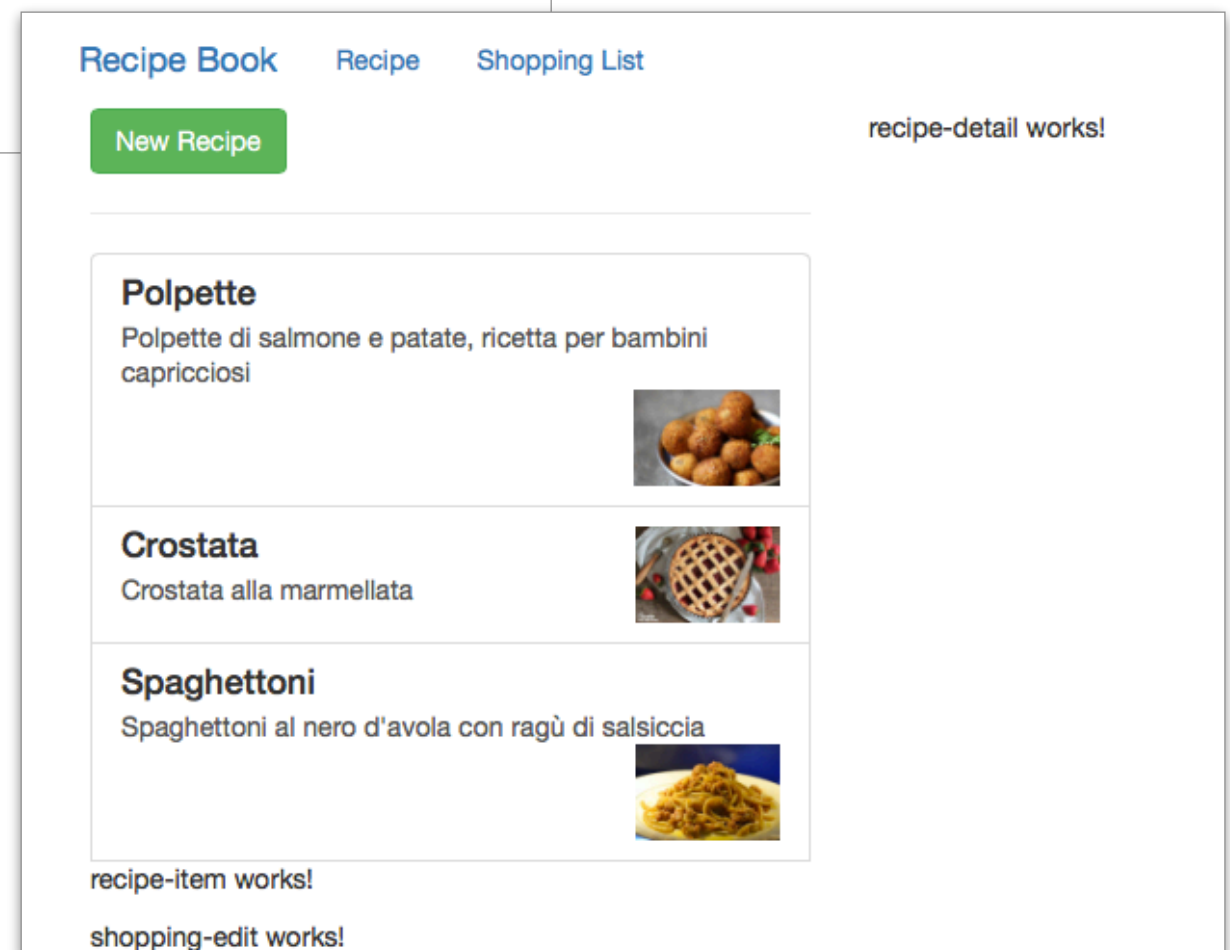 Recipe Book Recipe Shopping List
New Recipe
recipe-detail works!
Polpette
Polpette di salmone e patate, ricetta per bambini
capricciosi
Crostata
Crostata alla marmellata
Spaghettoni
Spaghettoni al nero d'avola con ragù di salsiccia
recipe-item works!
shopping-edit works!